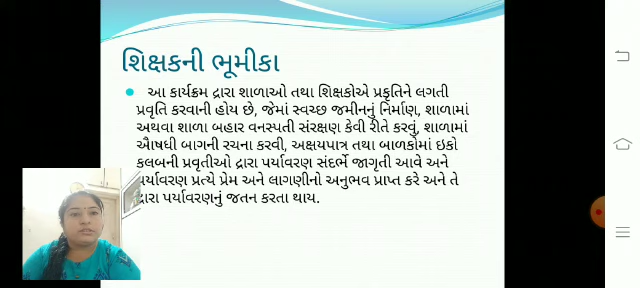 શિક્ષકની ભૂમીકા
આ કાર્યક્રમ દ્રારા શાળાઓ તથા શિક્ષકોએ પ્રકૃતિને લગતી
પ્રવૃતિ કરવાની હોય છે, જેમાં સ્વચ્છ જમીનનું નિર્માણ, શાળામાં
અથવા શાળા બહાર વનસ્પતી સંરક્ષણ કેવી રીતે કરવું, શાળામાં
ઔષધી બાગની રચના કરવી, અક્ષયપાત્ર તથા બાળકોમાં ઇકો
કલબની પ્રવૃતીઓ દ્રારા પર્યાવરણ સંદર્ભે જાગૃતી આવે અને
પર્યાવરણ પ્રત્યે પ્રેમ અને લાગણીનો અનુભવ પ્રાપ્ત કરે અને તે
દ્રારા પર્યાવરણનું જતન કરતા થાય.